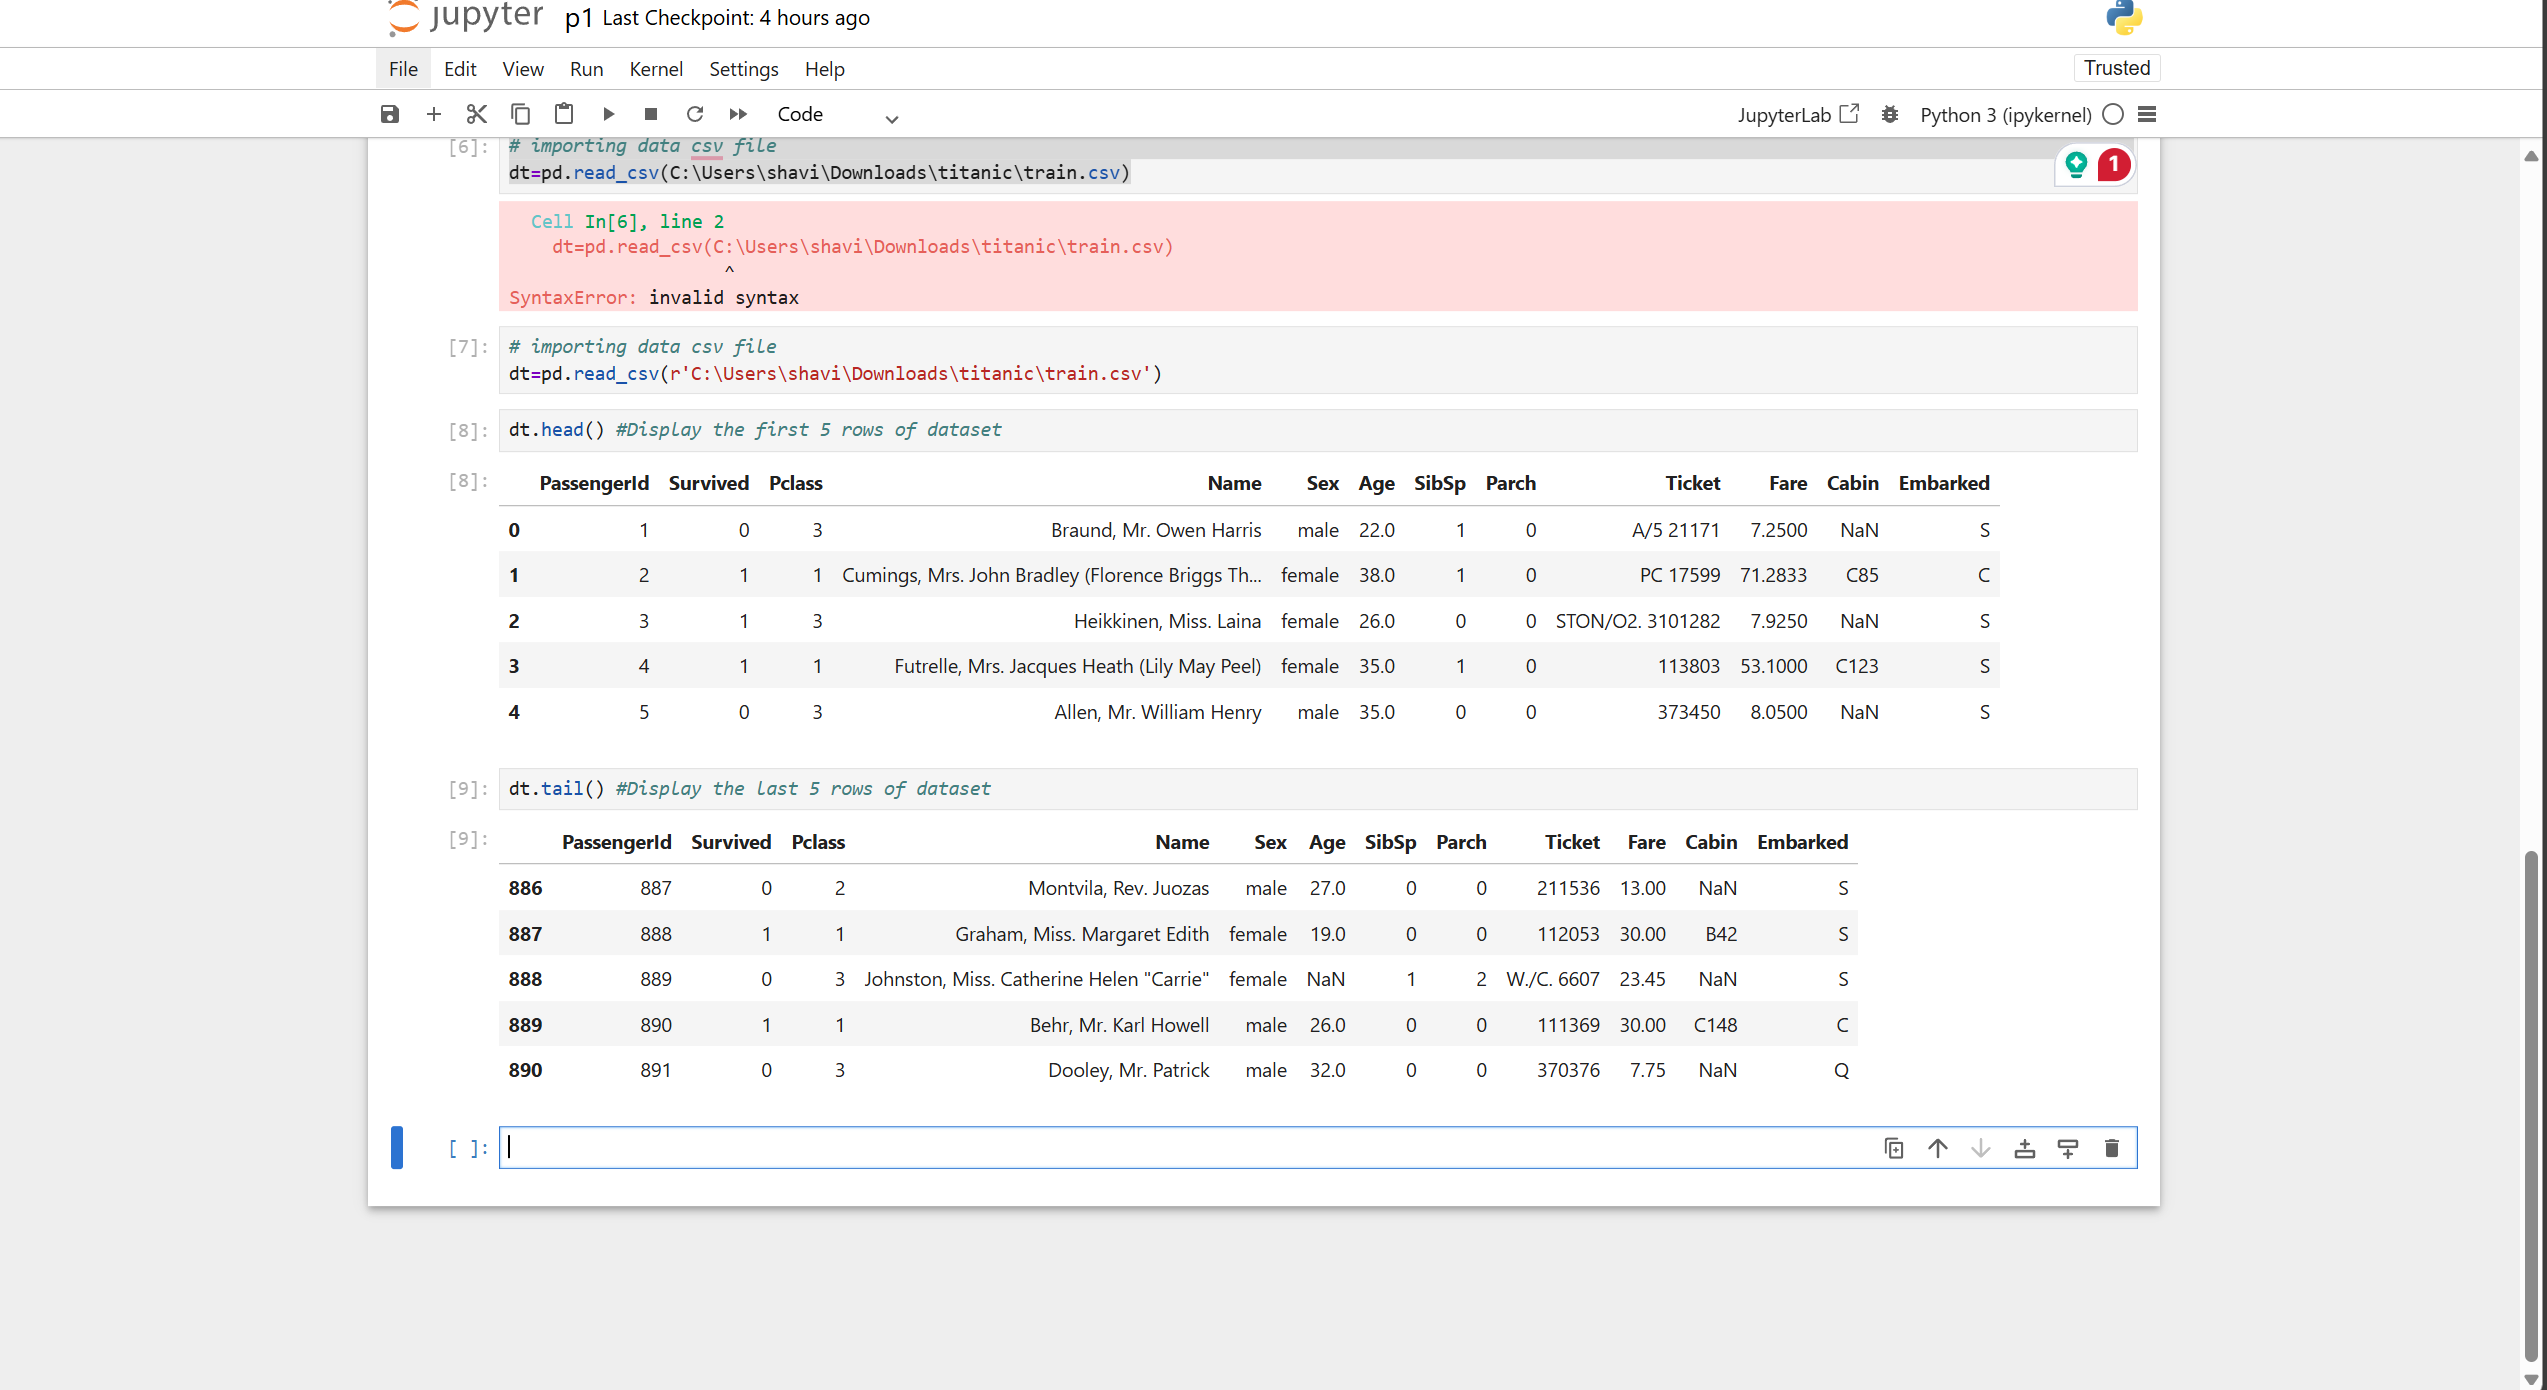 jupyter p1 Last Checkpoint: 4 hours ago
File Edit View Run Kernel Settings Help Trusted
Code JupyterLab Python 3 (ipykernel)
[6]: # importing data csv file
dt=pd.read_csv(C:\Users\shavi\Downloads\titanic\train.csv)
1
Cell In[6], line 2
dt=pd.read_csv(C:\Users\shavi\Downloads\titanic\train.csv)
^
SyntaxError: invalid syntax
[7]: # importing data csv file
dt=pd.read_csv(r'C:\Users\shavi\Downloads\titanic\train.csv')
[8]: dt.head() #Display the first 5 rows of dataset
[8]: PassengerId Survived Pclass Name Sex Age SibSp Parch Ticket Fare Cabin Embarked
0 1 0 3 Braund, Mr. Owen Harris male 22.0 1 0 A/5 21171 7.2500 NaN S
1 2 1 1 Cumings, Mrs. John Bradley (Florence Briggs Th... female 38.0 1 0 PC 17599 71.2833 C85 C
2 3 1 3 Heikkinen, Miss. Laina female 26.0 0 0 STON/O2. 3101282 7.9250 NaN S
3 4 1 1 Futrelle, Mrs. Jacques Heath (Lily May Peel) female 35.0 1 0 113803 53.1000 C123 S
4 5 0 3 Allen, Mr. William Henry male 35.0 0 0 373450 8.0500 NaN S
[9]: dt.tail() #Display the last 5 rows of dataset
[9]: PassengerId Survived Pclass Name Sex Age SibSp Parch Ticket Fare Cabin Embarked
886 887 0 2 Montvila, Rev. Juozas male 27.0 0 0 211536 13.00 NaN S
887 888 1 1 Graham, Miss. Margaret Edith female 19.0 0 0 112053 30.00 B42 S
888 889 0 3 Johnston, Miss. Catherine Helen "Carrie" female NaN 1 2 W./C. 6607 23.45 NaN S
889 890 1 1 Behr, Mr. Karl Howell male 26.0 0 0 111369 30.00 C148 C
890 891 0 3 Dooley, Mr. Patrick male 32.0 0 0 370376 7.75 NaN Q
[ ]: